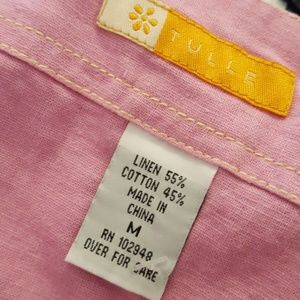 TULLE
LINEN 55%
COTTON 45%
MADE IN
CHINA
M
RN 102948
OVER FOR CARE